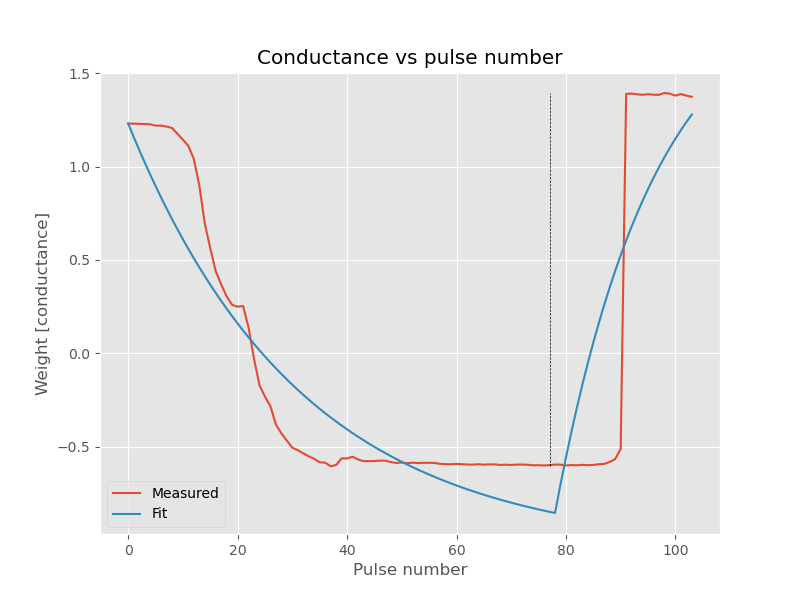 Conductance vs pulse number
1.5
1.0
0.5
0.0
−0.5
Weight [conductance]
Measured
Fit
0 20 40 60 80 100
Pulse number